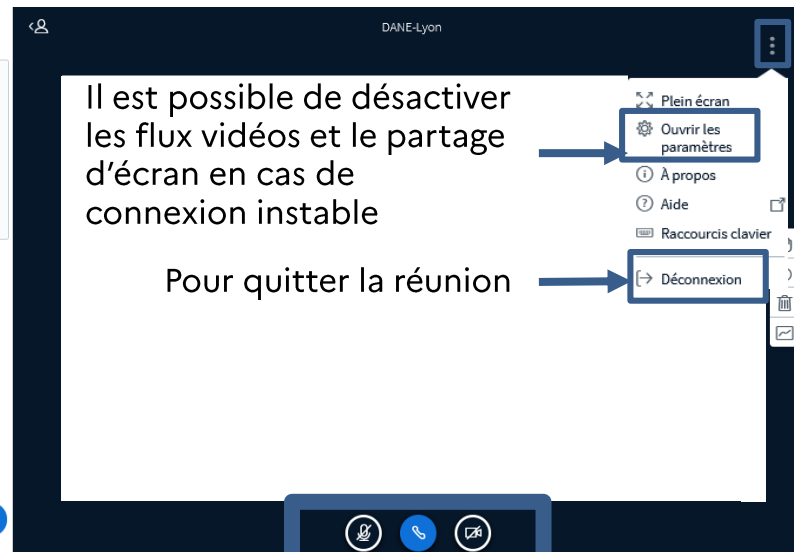 DANE-Lyon
Il est possible de désactiver
les flux vidéos et le partage
d’écran en cas de
connexion instable
Pour quitter la réunion
Plein écran
Ouvrir les
paramètres
À propos
Aide
Raccourcis clavier
Déconnexion